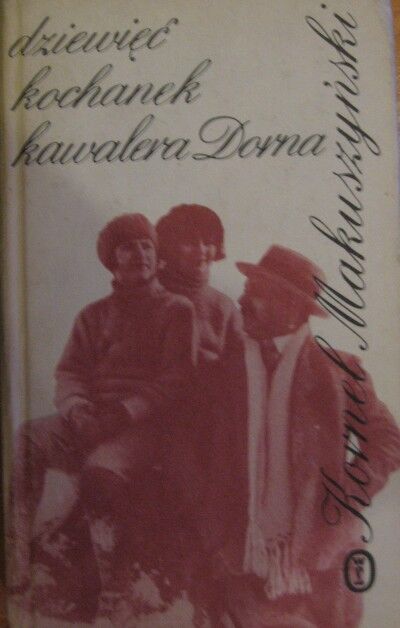 dziewięć
kochanek
kawalera Dorna
Kornel Makuszyński